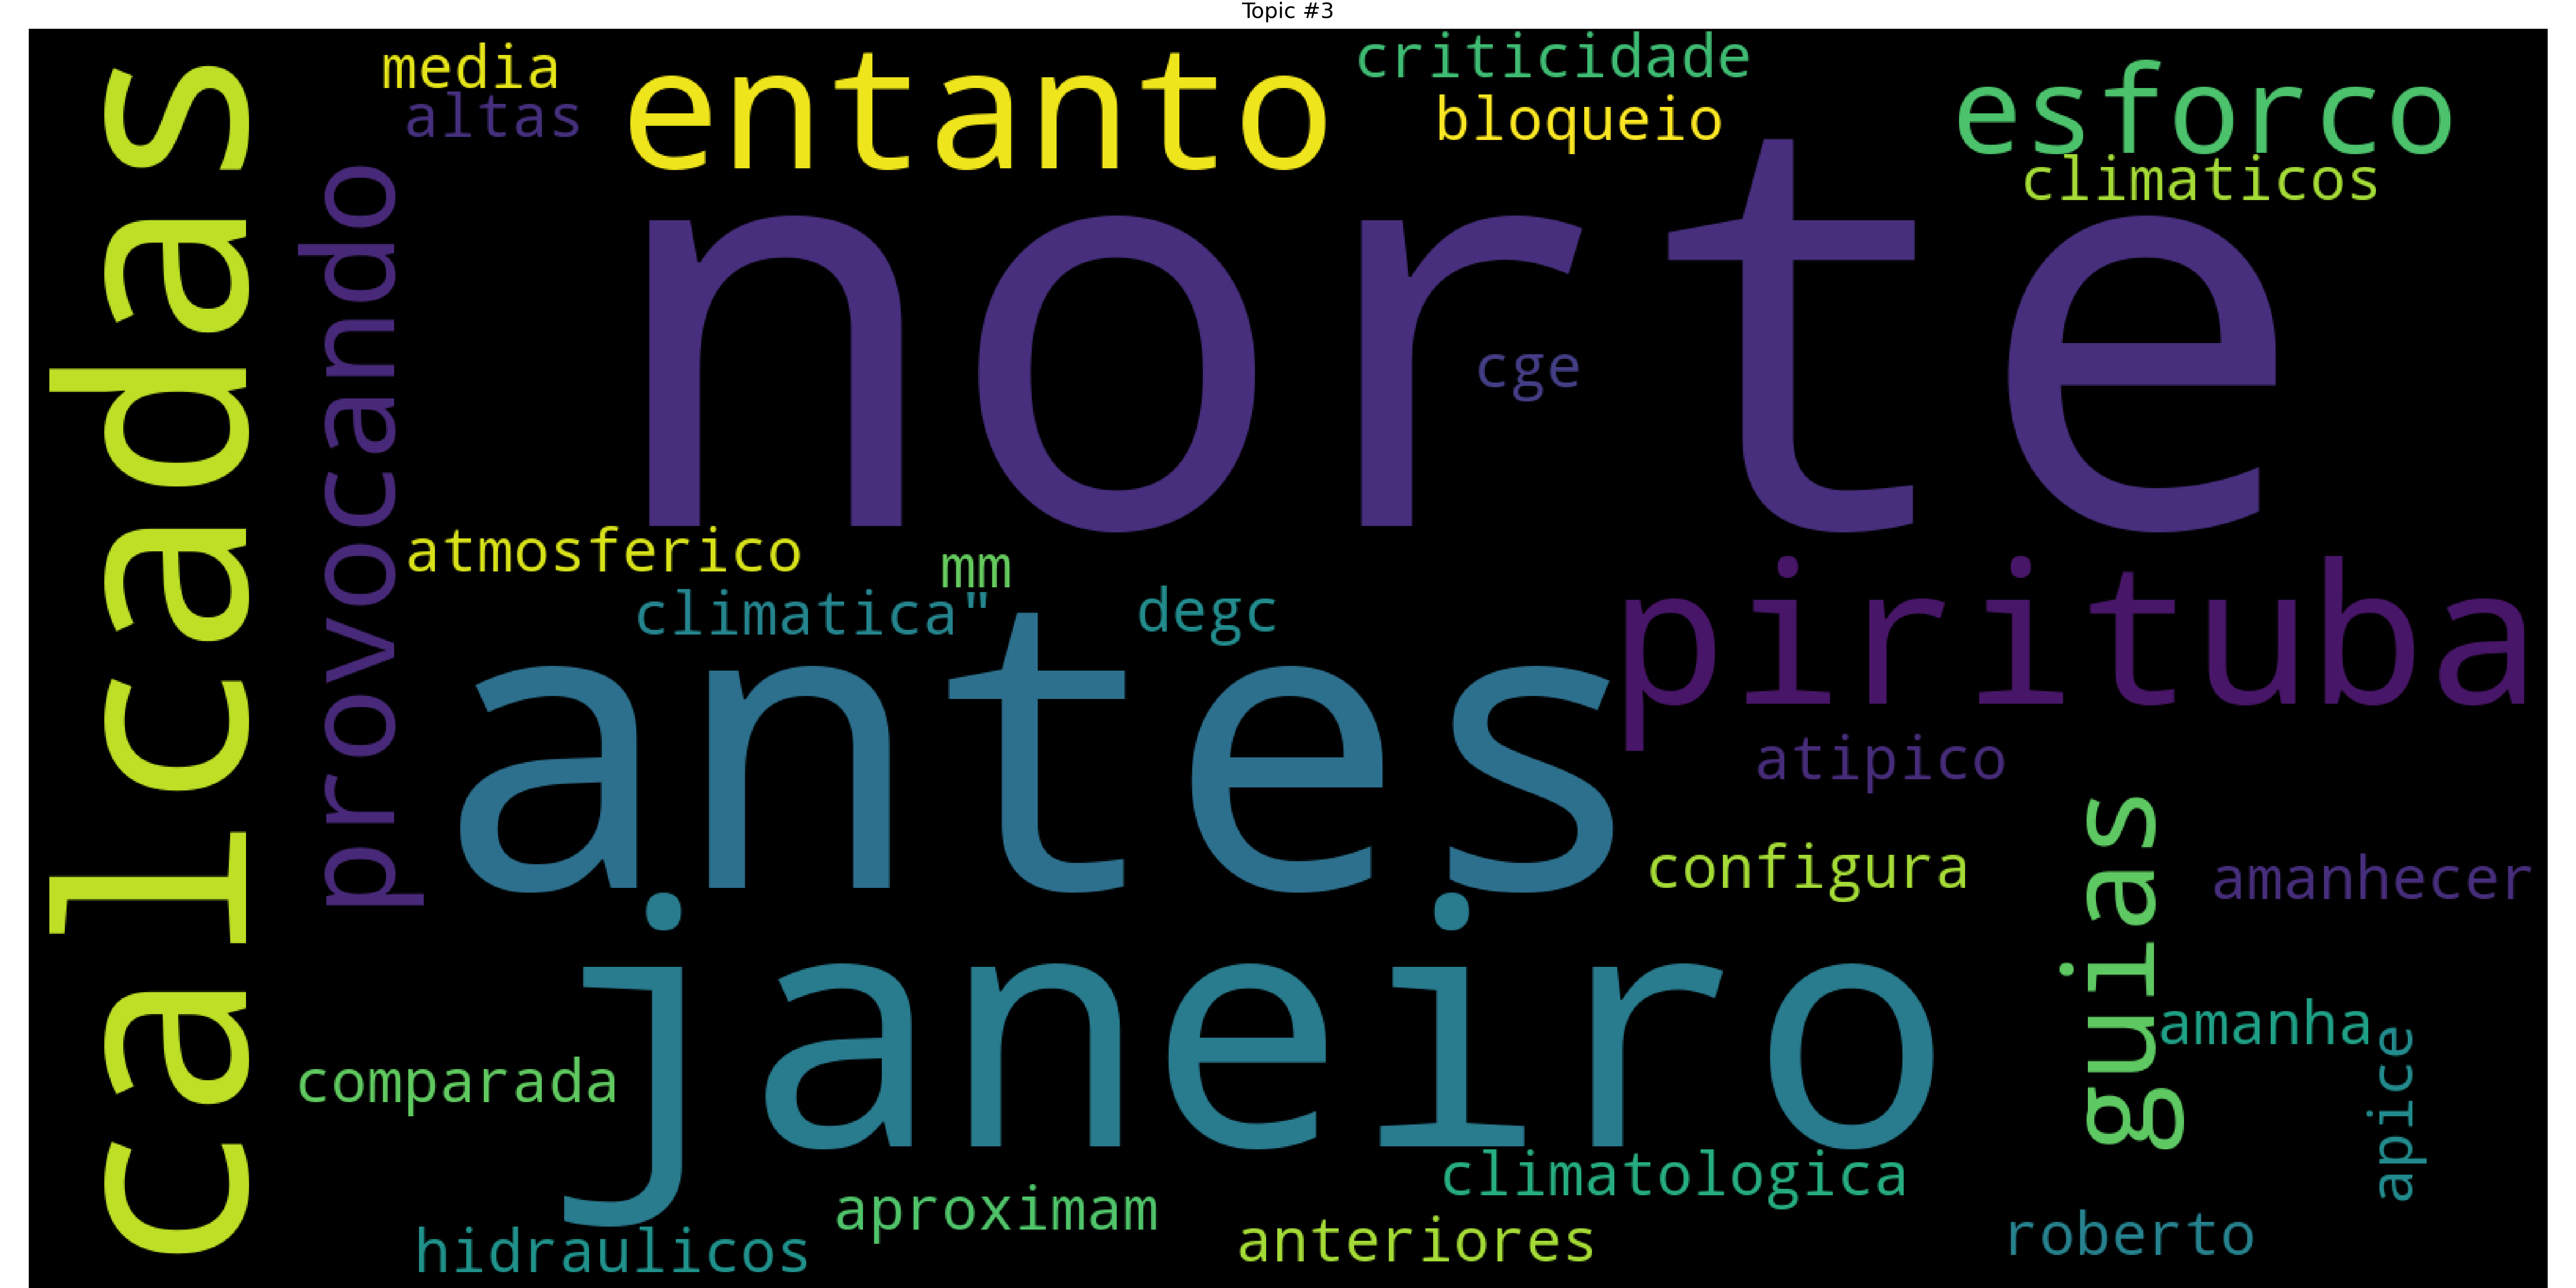 Topic #3
calcadas
media
altas
entanto
criticidade
bloqueio
esforco
climaticos
provocando
norte
cge
atmosferico
mm
climatica"
degc
pirituba
antes
atipico
configura
guias
amanhecer
janeiro
amanha
apice
comparada
climatologica
aproximam
anteriores
roberto
hidraulicos